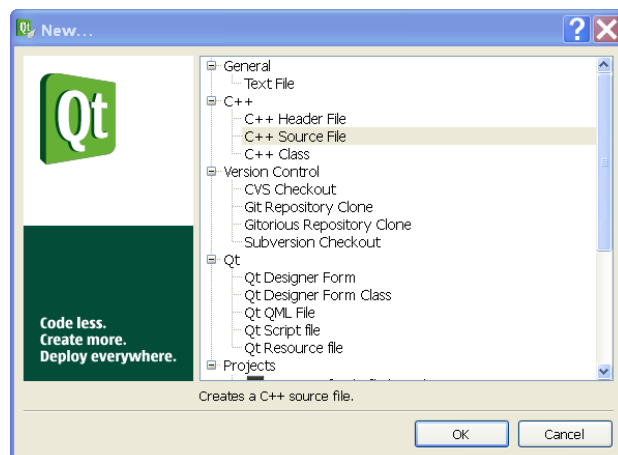 New...
?
Qt
Code less.
Create more.
Deploy everywhere.
General
Text File
C++
C++ Header File
C++ Source File
C++ Class
Version Control
CVS Checkout
Git Repository Clone
Gitorious Repository Clone
Subversion Checkout
Qt
Qt Designer Form
Qt Designer Form Class
Qt QML File
Qt Script file
Qt Resource file
Projects
Creates a C++ source file.
OK
Cancel